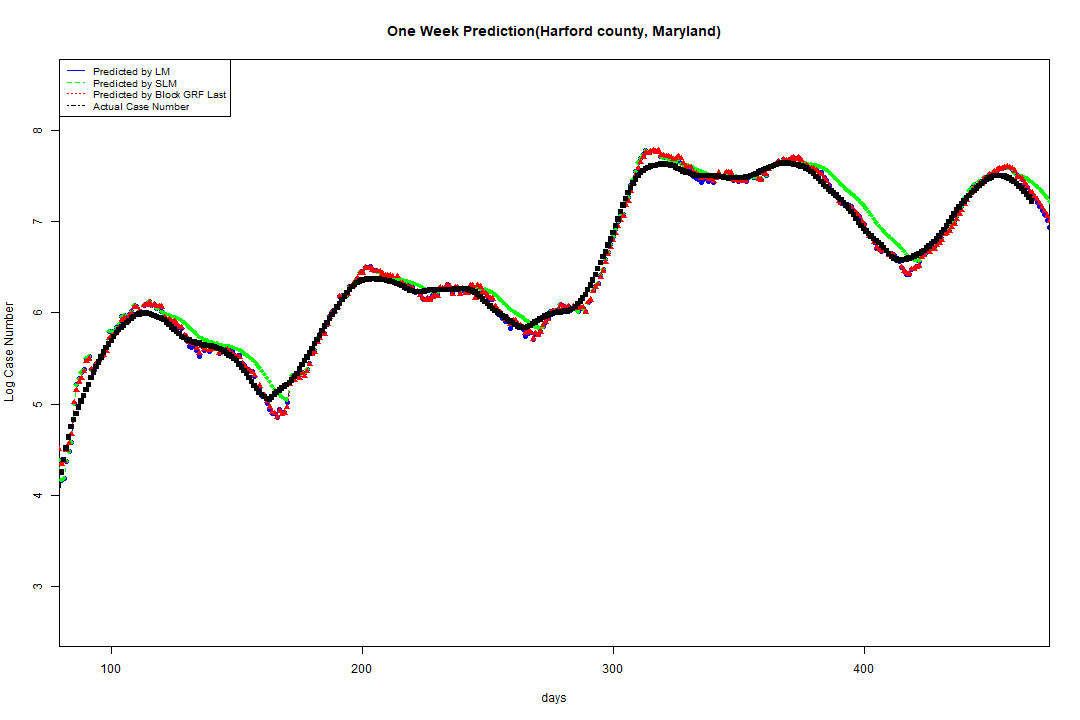 One Week Prediction(Harford county, Maryland)
Predicted by LM
Predicted by SLM
Predicted by Block GRF Last
Actual Case Number
8
7
6
5
4
3
Log Case Number
100 200 300 400
days